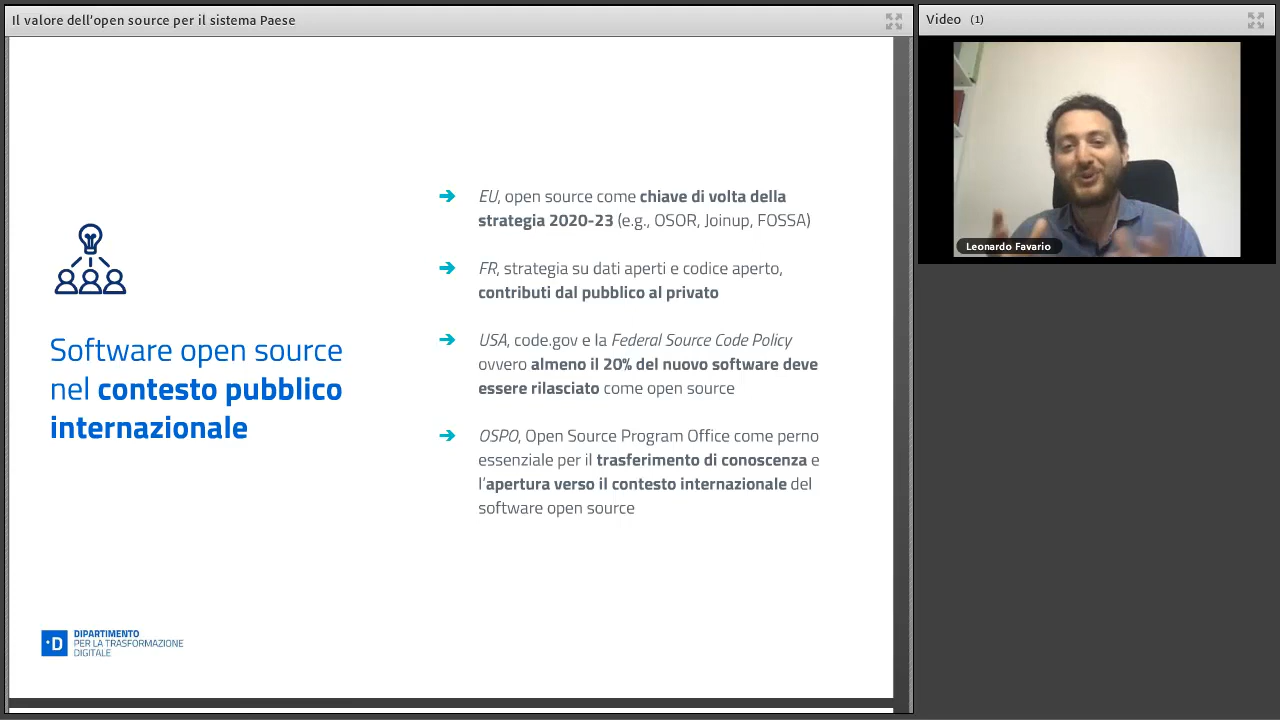 Il valore dell'open source per il sistema Paese
Video (1)
Leonardo Favario
Software open source
nel contesto pubblico
internazionale
EU, open source come chiave di volta della
strategia 2020-23 (e.g., OSOR, Joinup, FOSSA)
FR, strategia su dati aperti e codice aperto,
contributi dal pubblico al privato
USA, code.gov e la Federal Source Code Policy
ovvero almeno il 20% del nuovo software deve
essere rilasciato come open source
OSPO, Open Source Program Office come perno
essenziale per il trasferimento di conoscenza e
l'apertura verso il contesto internazionale del
software open source
·D
DIPARTIMENTO
PER LA TRASFORMAZIONE
DIGITALE